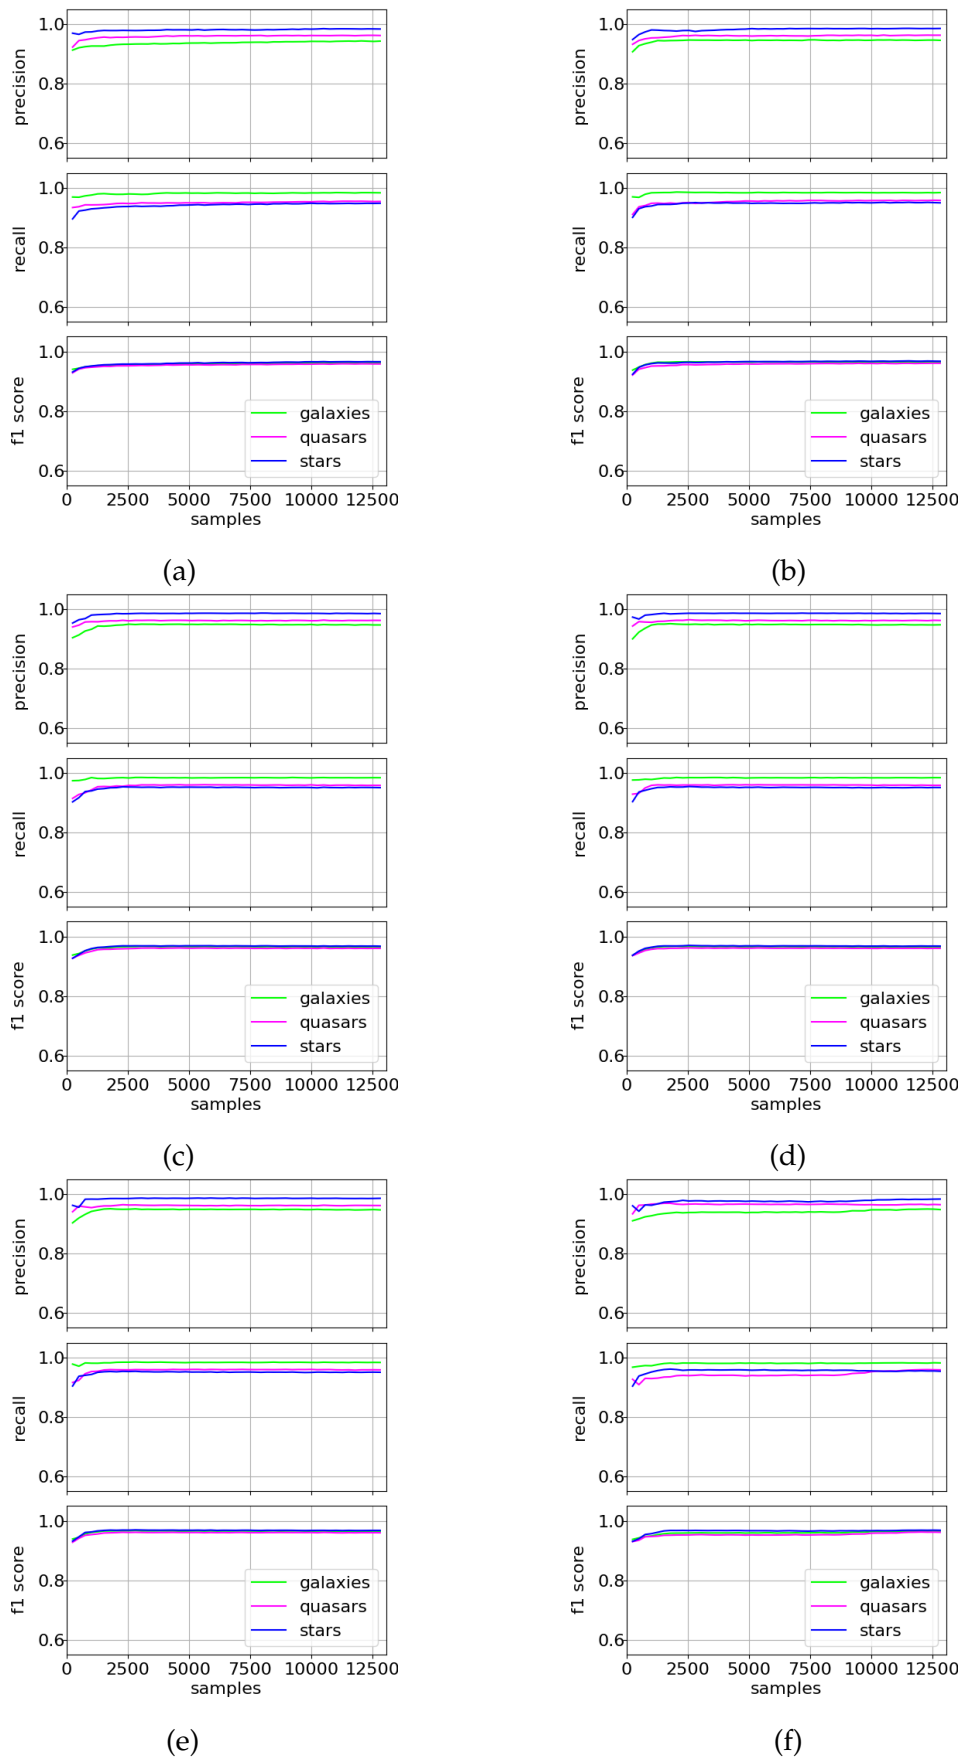 1.0
0.8
0.6
precision
1.0
0.8
0.6
recall
1.0
0.8
0.6
f1 score
galaxies
quasars
stars
0 2500 5000 7500 10000 12500
samples
(a)
1.0
0.8
0.6
precision
1.0
0.8
0.6
recall
1.0
0.8
0.6
f1 score
galaxies
quasars
stars
0 2500 5000 7500 10000 12500
samples
(b)
1.0
0.8
0.6
precision
1.0
0.8
0.6
recall
1.0
0.8
0.6
f1 score
galaxies
quasars
stars
0 2500 5000 7500 10000 12500
samples
(c)
1.0
0.8
0.6
precision
1.0
0.8
0.6
recall
1.0
0.8
0.6
f1 score
galaxies
quasars
stars
0 2500 5000 7500 10000 12500
samples
(d)
1.0
0.8
0.6
precision
1.0
0.8
0.6
recall
1.0
0.8
0.6
f1 score
galaxies
quasars
stars
0 2500 5000 7500 10000 12500
samples
(e)
1.0
0.8
0.6
precision
1.0
0.8
0.6
recall
1.0
0.8
0.6
f1 score
galaxies
quasars
stars
0 2500 5000 7500 10000 12500
samples
(f)